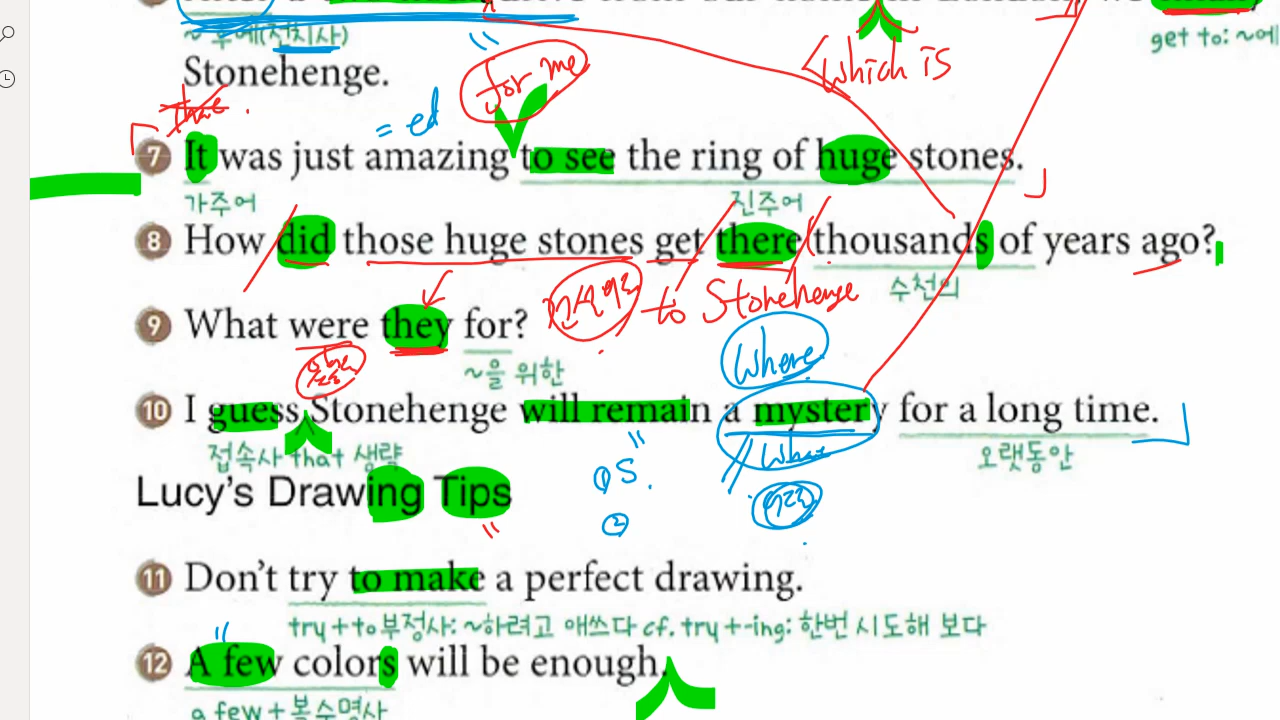 ~ 후에(전치사)
get to: ~에
which is
Stonehenge.
for me
that
= ed
7 It was just amazing to see the ring of huge stones.
가주어
진주어
8 How did those huge stones get there thousands of years ago?
수천의
to Stonehenge
9 What were they for?
~을 위한
where
10 I guess Stonehenge will remain a mystery for a long time.
접속사 that 생략
오랫동안
what
① S
②
Lucy's Drawing Tips
11 Don't try to make a perfect drawing.
try + to부정사: ~하려고 애쓰다 cf. try + -ing: 한번 시도해 보다
12 A few colors will be enough.
a few + 복수명사